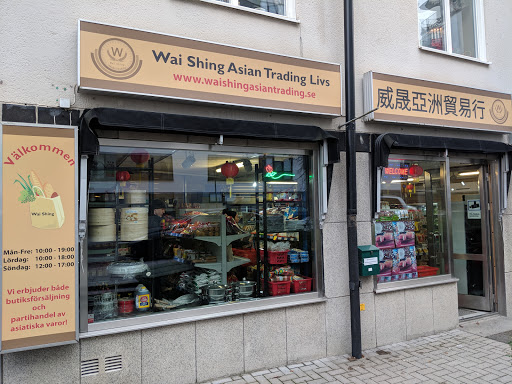 Wai Shing Asian Trading Livs
www.waishingasiantrading.se
W
威晟亞洲貿易行
Välkommen
Wai Shing
Mån-Fre: 10:00 - 19:00
Lördag: 10:00 - 18:00
Söndag: 12:00 - 17:00
Vi erbjuder både
butiksförsäljning
och
partihandel av
asiatiska varor!
WELCOME